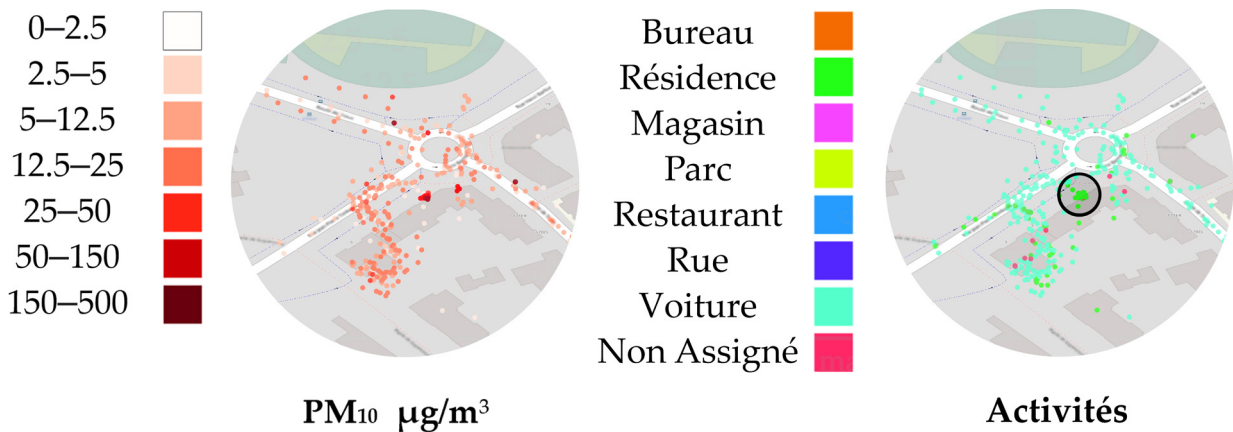 0–2.5
2.5–5
5–12.5
12.5–25
25–50
50–150
150–500
PM₁₀ µg/m³
Bureau
Résidence
Magasin
Parc
Restaurant
Rue
Voiture
Non Assigné
Activités